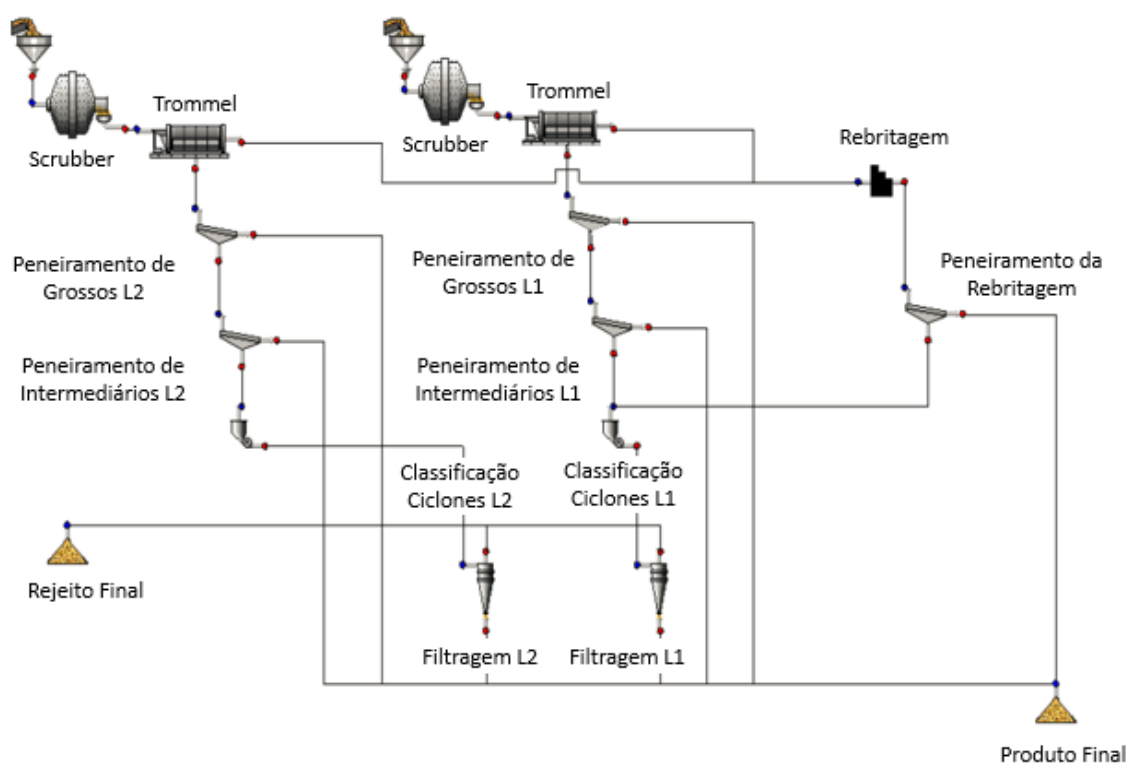 Trommel
Scrubber
Trommel
Scrubber
Rebritagem
Peneiramento de
Grossos L2
Peneiramento de
Grossos L1
Peneiramento da
Rebritagem
Peneiramento de
Intermediários L2
Peneiramento de
Intermediários L1
Classificação
Ciclones L2
Classificação
Ciclones L1
Rejeito Final
Filtragem L2
Filtragem L1
Produto Final